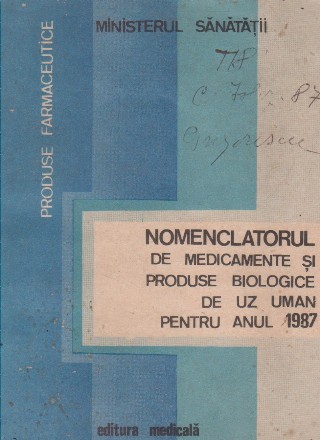 MINISTERUL SĂNĂTĂȚII
PRODUSE FARMACEUTICE
NOMENCLATORUL
DE MEDICAMENTE ȘI
PRODUSE BIOLOGICE
DE UZ UMAN
PENTRU ANUL 1987
editura medicală